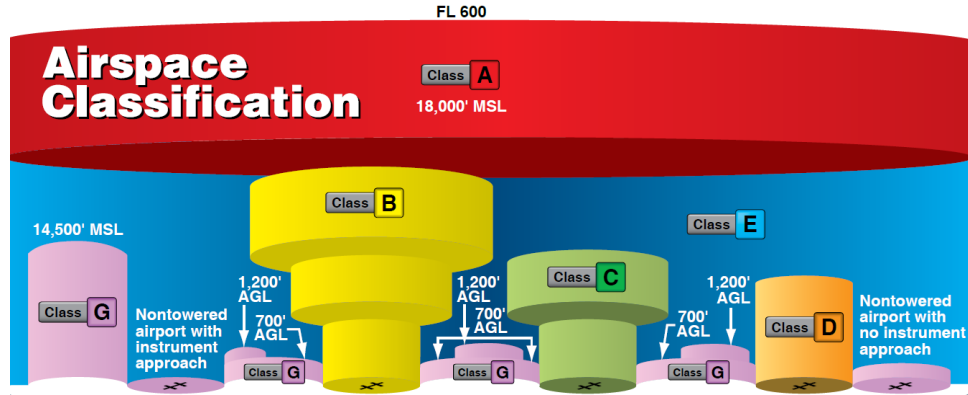 FL 600
Airspace
Classification
Class A
18,000' MSL
Class B
Class E
14,500' MSL
Class C
1,200'
AGL
1,200'
AGL
1,200'
AGL
Class G
Nontowered
airport with
instrument
approach
700'
AGL
700'
AGL
700'
AGL
Class D
Nontowered
airport with
no instrument
approach
Class G
Class G
Class G